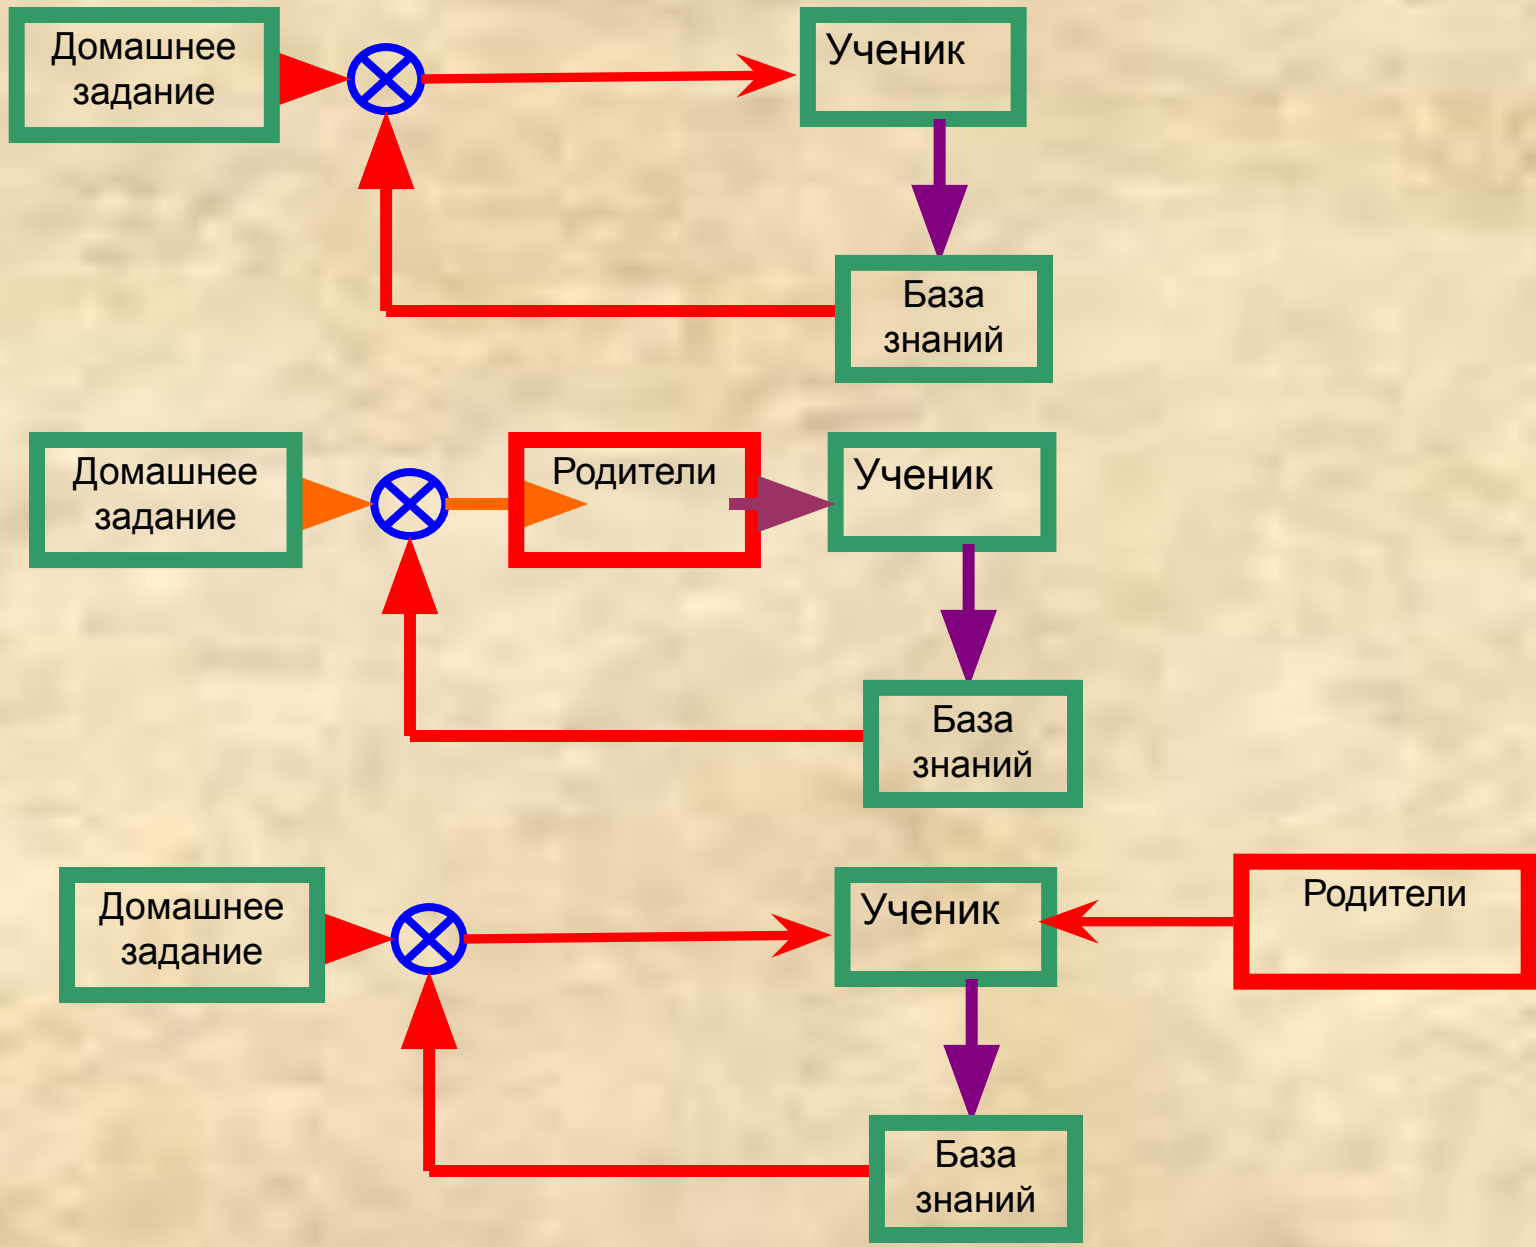 Домашнее
задание
Ученик
База
знаний
Домашнее
задание
Родители
Ученик
База
знаний
Домашнее
задание
Ученик
Родители
База
знаний